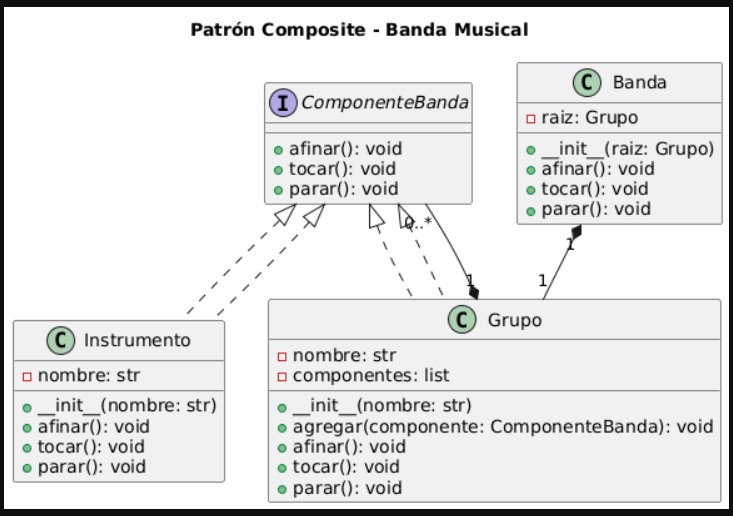 Patrón Composite - Banda Musical
I ComponenteBanda
afinar(): void
tocar(): void
parar(): void
C Banda
raiz: Grupo
__init__(raiz: Grupo)
afinar(): void
tocar(): void
parar(): void
0..*
1
1
1
C Instrumento
nombre: str
__init__(nombre: str)
afinar(): void
tocar(): void
parar(): void
C Grupo
nombre: str
componentes: list
__init__(nombre: str)
agregar(componente: ComponenteBanda): void
afinar(): void
tocar(): void
parar(): void